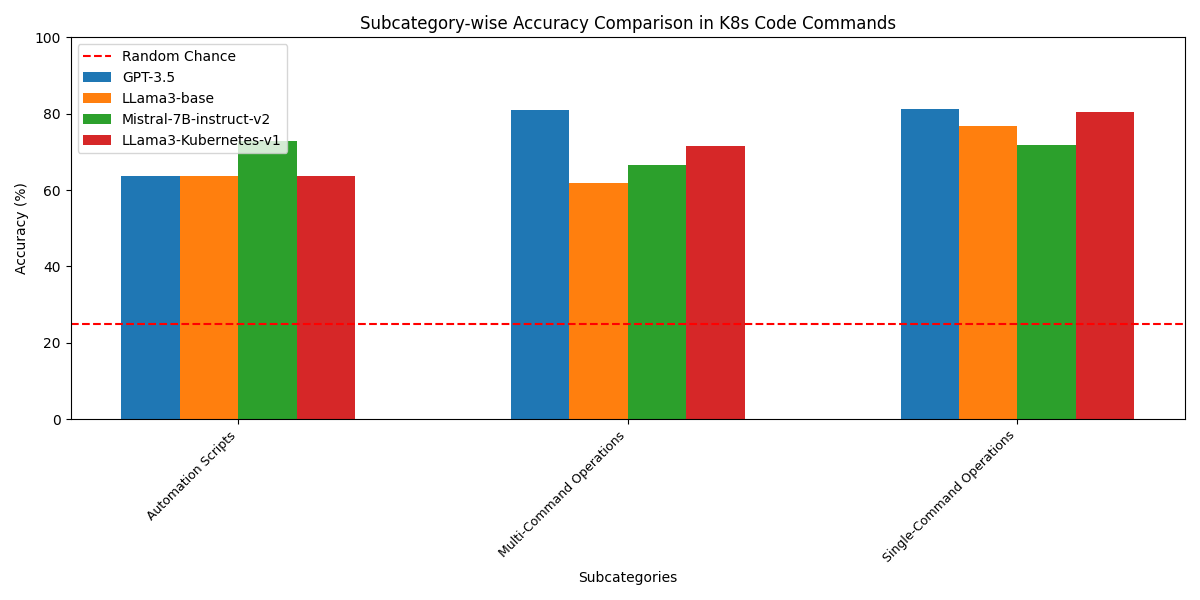 Subcategory-wise Accuracy Comparison in K8s Code Commands
Random Chance
GPT-3.5
LLama3-base
Mistral-7B-instruct-v2
LLama3-Kubernetes-v1
Accuracy (%)
100
80
60
40
20
0
Automation Scripts
Multi-Command Operations
Single-Command Operations
Subcategories